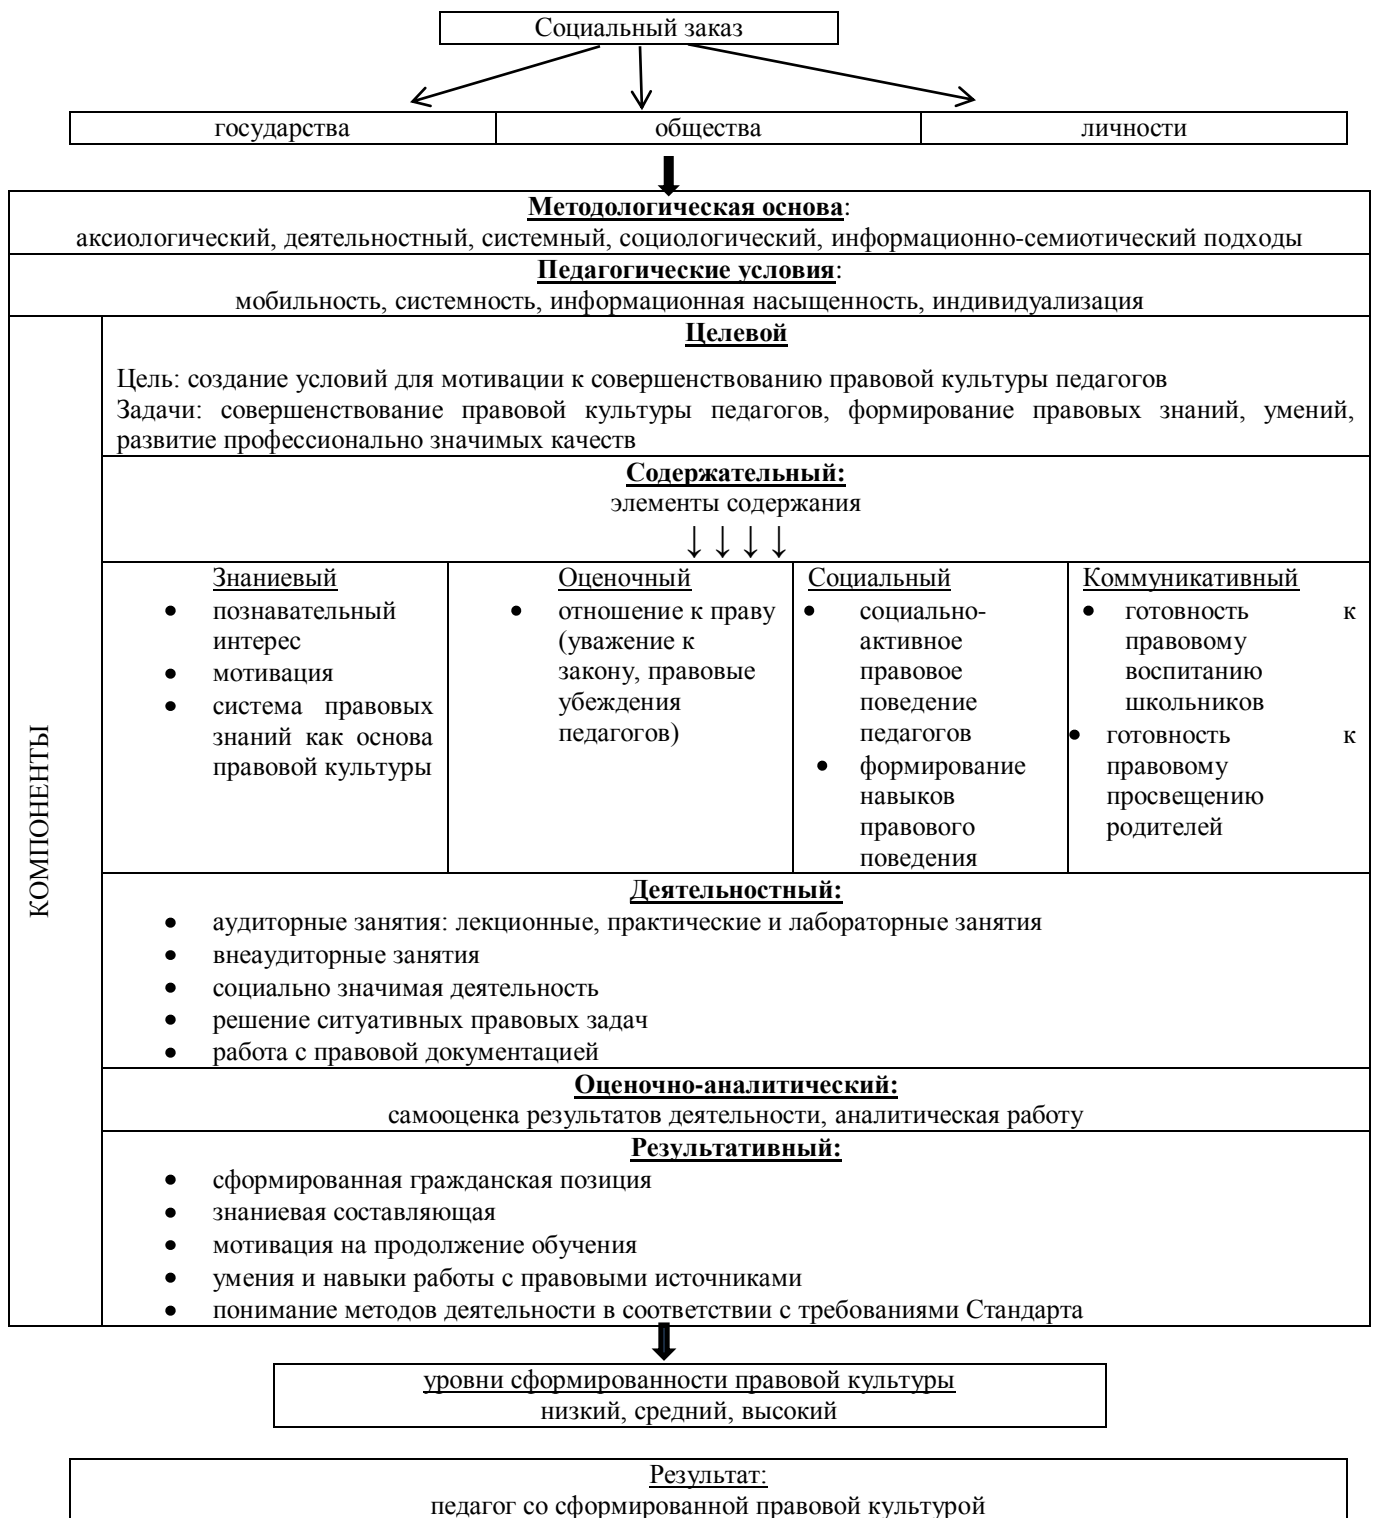 Социальный заказ
государства
общества
личности
Методологическая основа:
аксиологический, деятельностный, системный, социологический, информационно-семиотический подходы
Педагогические условия:
мобильность, системность, информационная насыщенность, индивидуализация
КОМПОНЕНТЫ
Целевой
Цель: создание условий для мотивации к совершенствованию правовой культуры педагогов
Задачи: совершенствование правовой культуры педагогов, формирование правовых знаний, умений,
развитие профессионально значимых качеств
Содержательный:
элементы содержания
↓ ↓ ↓ ↓
Знаниевый
• познавательный
интерес
• мотивация
• система правовых
знаний как основа
правовой культуры
Оценочный
• отношение к праву
(уважение к
закону, правовые
убеждения
педагогов)
Социальный
• социально-
активное
правовое
поведение
педагогов
• формирование
навыков
правового
поведения
Коммуникативный
• готовность к
правовому
воспитанию
школьников
• готовность к
правовому
просвещению
родителей
Деятельностный:
• аудиторные занятия: лекционные, практические и лабораторные занятия
• внеаудиторные занятия
• социально значимая деятельность
• решение ситуативных правовых задач
• работа с правовой документацией
Оценочно-аналитический:
самооценка результатов деятельности, аналитическая работу
Результативный:
• сформированная гражданская позиция
• знаниевая составляющая
• мотивация на продолжение обучения
• умения и навыки работы с правовыми источниками
• понимание методов деятельности в соответствии с требованиями Стандарта
уровни сформированности правовой культуры
низкий, средний, высокий
Результат:
педагог со сформированной правовой культурой